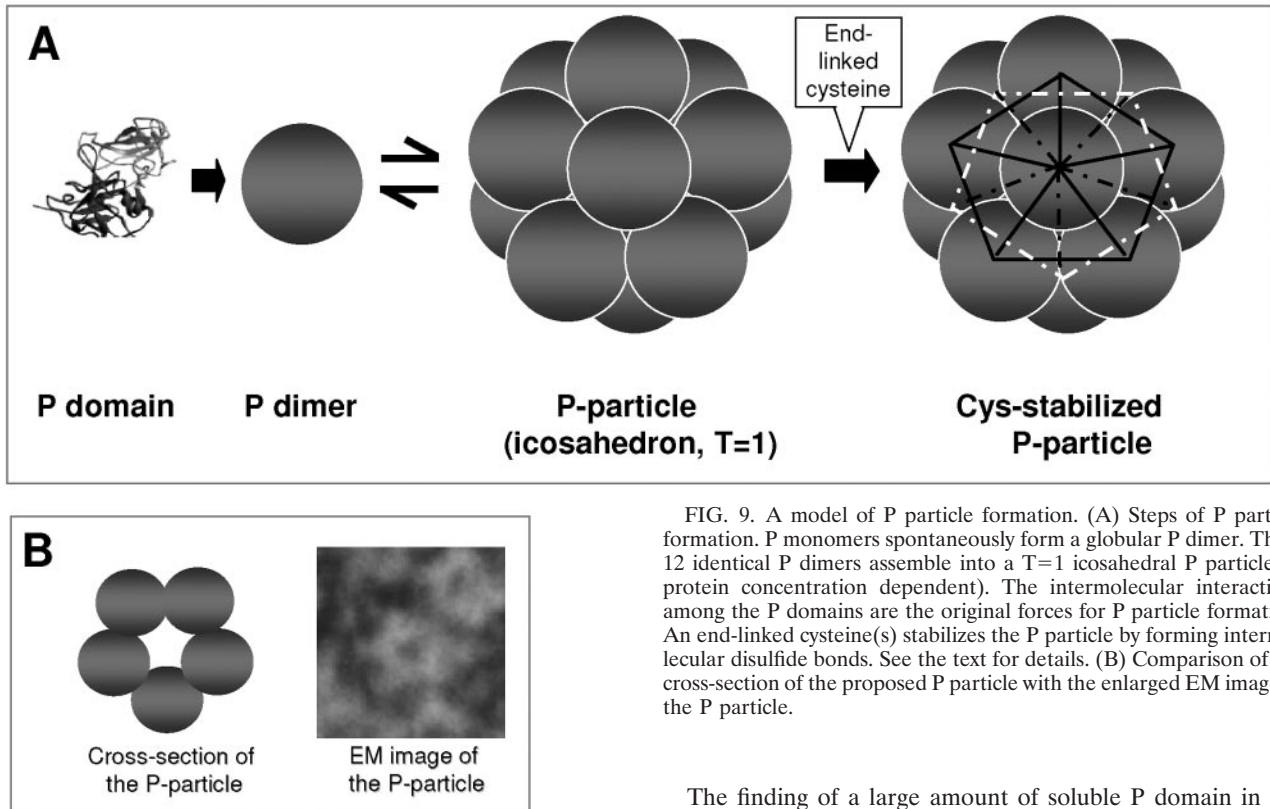 A
End-
linked
cysteine
P domain
P dimer
P-particle
(icosahedron, T=1)
Cys-stabilized
P-particle
B
Cross-section of
the P-particle
EM image of
the P-particle
FIG. 9. A model of P particle formation. (A) Steps of P part
formation. P monomers spontaneously form a globular P dimer. Th
12 identical P dimers assemble into a T=1 icosahedral P particle
protein concentration dependent). The intermolecular interacti
among the P domains are the original forces for P particle format
An end-linked cysteine(s) stabilizes the P particle by forming interm
lecular disulfide bonds. See the text for details. (B) Comparison of
cross-section of the proposed P particle with the enlarged EM image
the P particle.
The finding of a large amount of soluble P domain in